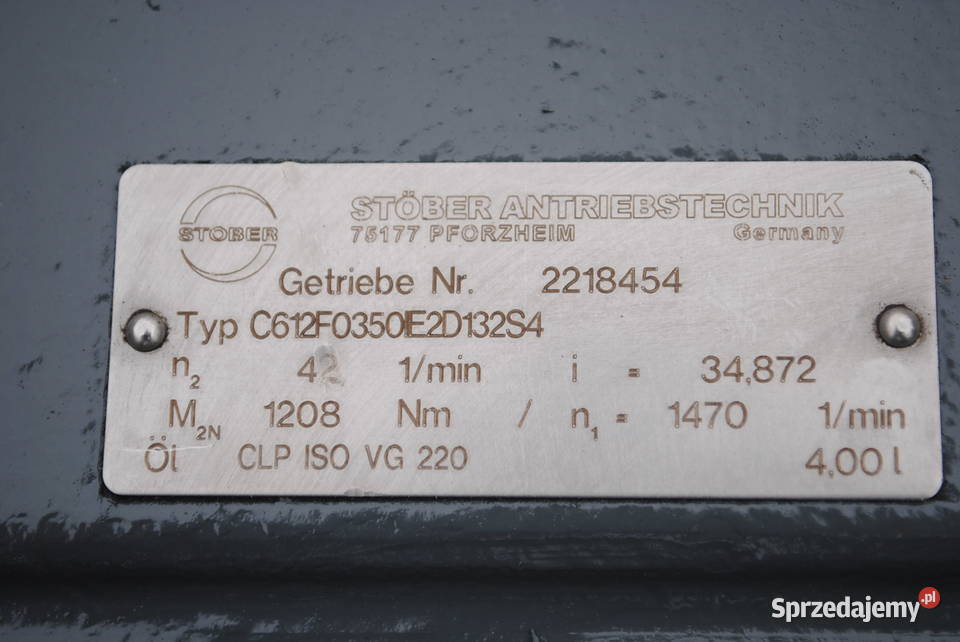 STÖBER
STÖBER ANTRIEBSTECHNIK
75177 PFORZHEIM Germany
Getriebe Nr. 2218454
Typ C612F0350IE2D132S4
n2 42 1/min i = 34,872
M2N 1208 Nm / n1 = 1470 1/min
Öl CLP ISO VG 220 4,00 l
Sprzedajemy.pl